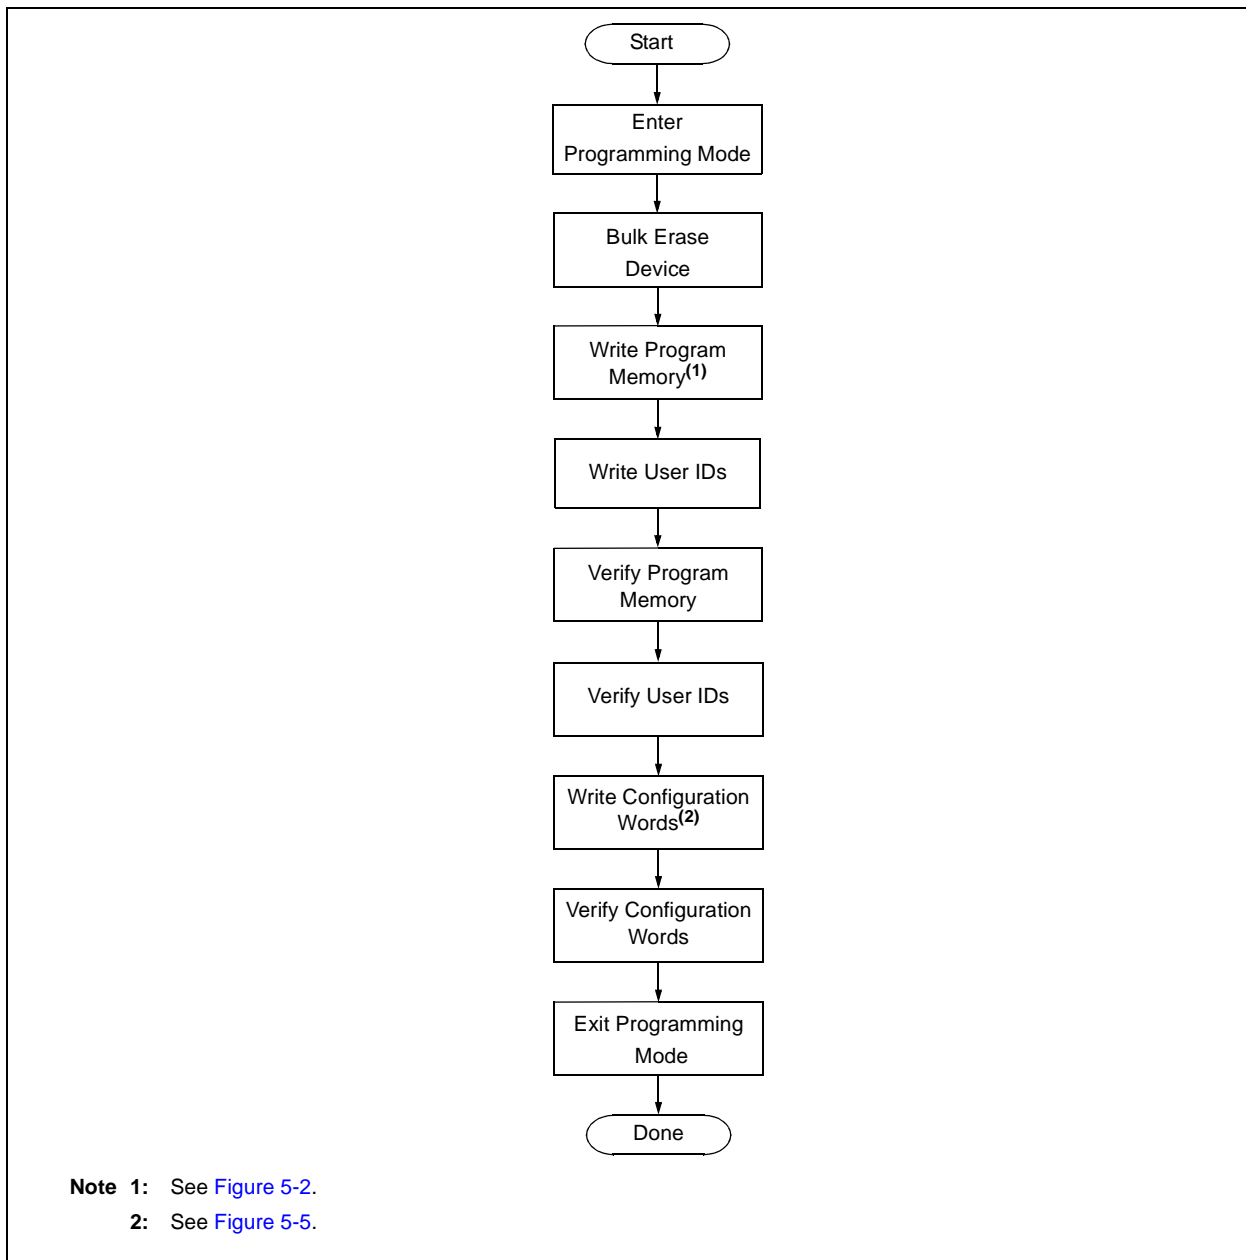 Start
Enter
Programming Mode
Bulk Erase
Device
Write Program
Memory(1)
Write User IDs
Verify Program
Memory
Verify User IDs
Write Configuration
Words(2)
Verify Configuration
Words
Exit Programming
Mode
Done
Note 1: See Figure 5-2.
2: See Figure 5-5.